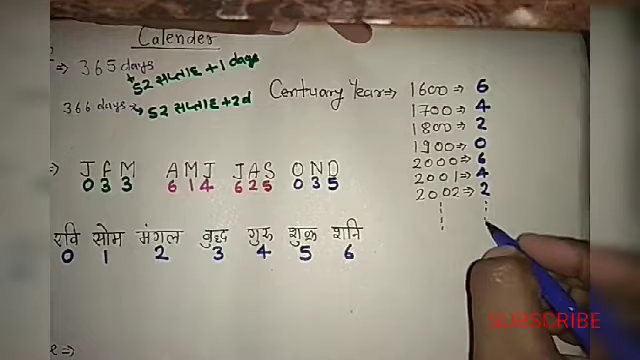 Calender
⇒ 365 days
52 सप्ताह + 1 days
366 days → 52 सप्ताह + 2d
Centuary Year ⇒ 1600 ⇒ 6
1700 ⇒ 4
1800 ⇒ 2
1900 ⇒ 0
2000 ⇒ 6
2001 ⇒ 4
2002 ⇒ 2
⇒ J F M A M J J A S O N D
0 3 3 6 1 4 6 2 5 0 3 5
रवि सोम मंगल वुद्ध गुरु शुक्र शनि
0 1 2 3 4 5 6
SUBSCRIBE